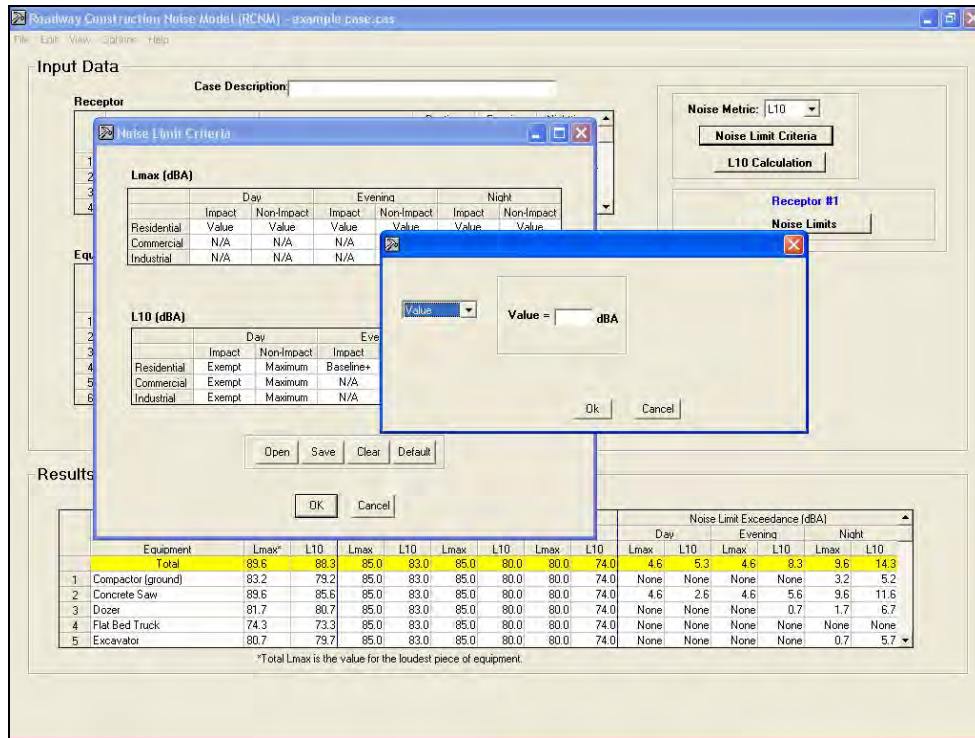 Roadway Construction Noise Model (RCNM) - example case.cas
File Edit View Options Help
Input Data
Case Description:
Receptor
1
2
3
4
Noise Metric: L10
Noise Limit Criteria
L10 Calculation
Receptor #1
Noise Limits
Noise Limit Criteria
Lmax (dBA)
Day Evening Night
Impact Non-Impact Impact Non-Impact Impact Non-Impact
Residential Value Value Value Value Value Value
Commercial N/A N/A N/A
Industrial N/A N/A N/A
Value
Value = dBA
Ok Cancel
Equ
1
2
3
4
5
6
L10 (dBA)
Day Eve
Impact Non-Impact Impact
Residential Exempt Maximum Baseline+
Commercial Exempt Maximum N/A
Industrial Exempt Maximum N/A
Open Save Clear Default
OK Cancel
Results
Noise Limit Exceedance (dBA)
Day Evening Night
Equipment Lmax* L10 Lmax L10 Lmax L10 Lmax L10 Lmax L10 Lmax L10 Lmax L10
Total 89.6 88.3 85.0 83.0 85.0 80.0 80.0 74.0 4.6 5.3 4.6 8.3 9.6 14.3
1 Compactor (ground) 83.2 79.2 85.0 83.0 85.0 80.0 80.0 74.0 None None None None 3.2 5.2
2 Concrete Saw 89.6 85.6 85.0 83.0 85.0 80.0 80.0 74.0 4.6 2.6 4.6 5.6 9.6 11.6
3 Dozer 81.7 80.7 85.0 83.0 85.0 80.0 80.0 74.0 None None None 0.7 1.7 6.7
4 Flat Bed Truck 74.3 73.3 85.0 83.0 85.0 80.0 80.0 74.0 None None None None None None
5 Excavator 80.7 79.7 85.0 83.0 85.0 80.0 80.0 74.0 None None None None 0.7 5.7
*Total Lmax is the value for the loudest piece of equipment.